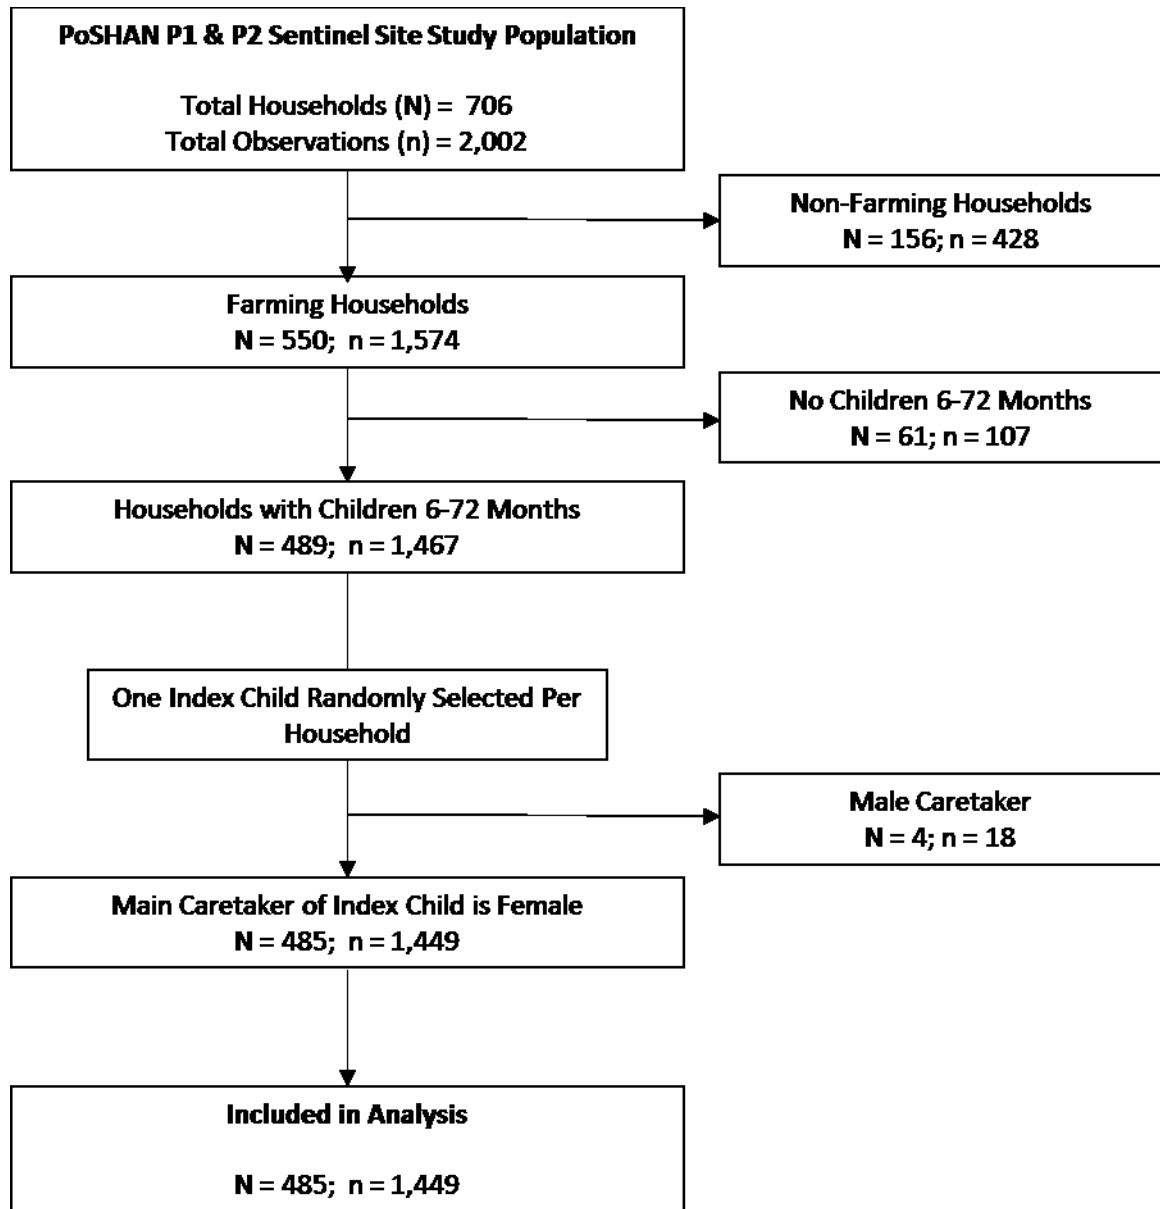 PoSHAN P1 & P2 Sentinel Site Study Population
Total Households (N) = 706
Total Observations (n) = 2,002
Non-Farming Households
N = 156; n = 428
Farming Households
N = 550; n = 1,574
No Children 6-72 Months
N = 61; n = 107
Households with Children 6-72 Months
N = 489; n = 1,467
One Index Child Randomly Selected Per
Household
Male Caretaker
N = 4; n = 18
Main Caretaker of Index Child is Female
N = 485; n = 1,449
Included in Analysis
N = 485; n = 1,449